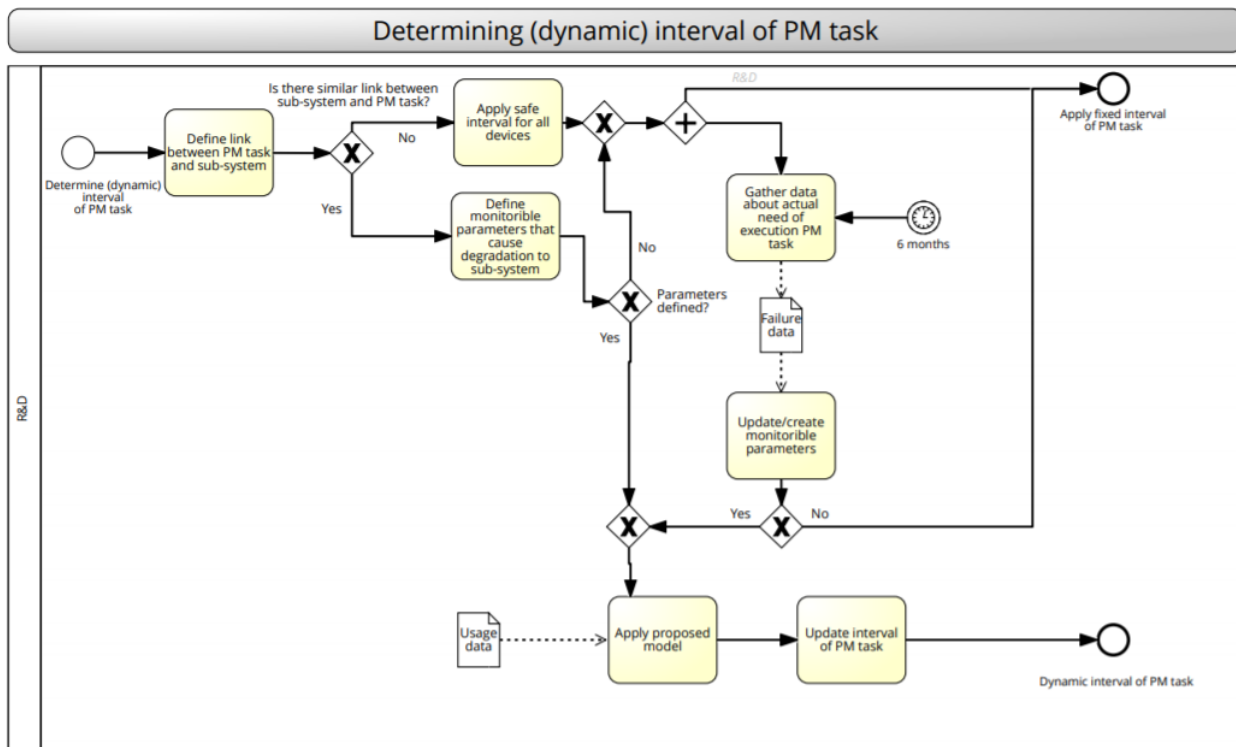 Determining (dynamic) interval of PM task
R&D
R&D
Is there similar link between
sub-system and PM task?
Determine (dynamic)
interval
of PM task
Define link
between PM task
and sub-system
No
Yes
Apply safe
interval for all
devices
Define
monitorible
parameters that
cause
degradation to
sub-system
No
Parameters
defined?
Yes
Apply fixed interval
of PM task
Gather data
about actual
need of
execution PM
task
6 months
Failure
data
Update/create
monitorible
parameters
Yes
No
Usage
data
Apply proposed
model
Update interval
of PM task
Dynamic interval of PM task